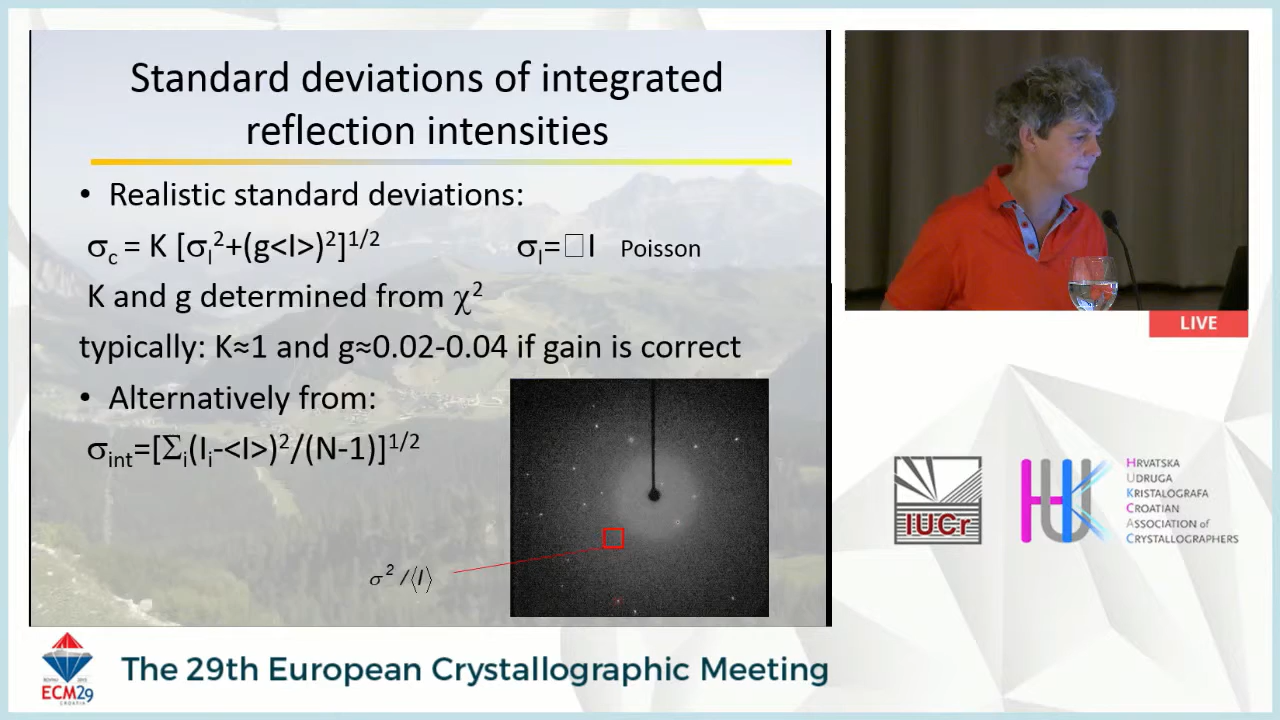 Standard deviations of integrated
reflection intensities
• Realistic standard deviations:
σc = K [σI²+(g<I>)²]1/2 σI=□I Poisson
K and g determined from χ²
typically: K≈1 and g≈0.02-0.04 if gain is correct
• Alternatively from:
σint=[Σi(Ii-<I>)²/(N-1)]1/2
σ²/⟨I⟩
LIVE
IUCr
HUK
HRVATSKA
UDRUGA
KRISTALOGRAFA
CROATIAN
ASSOCIATION of
CRYSTALLOGRAPHERS
ECM29
CROATIA
The 29th European Crystallographic Meeting